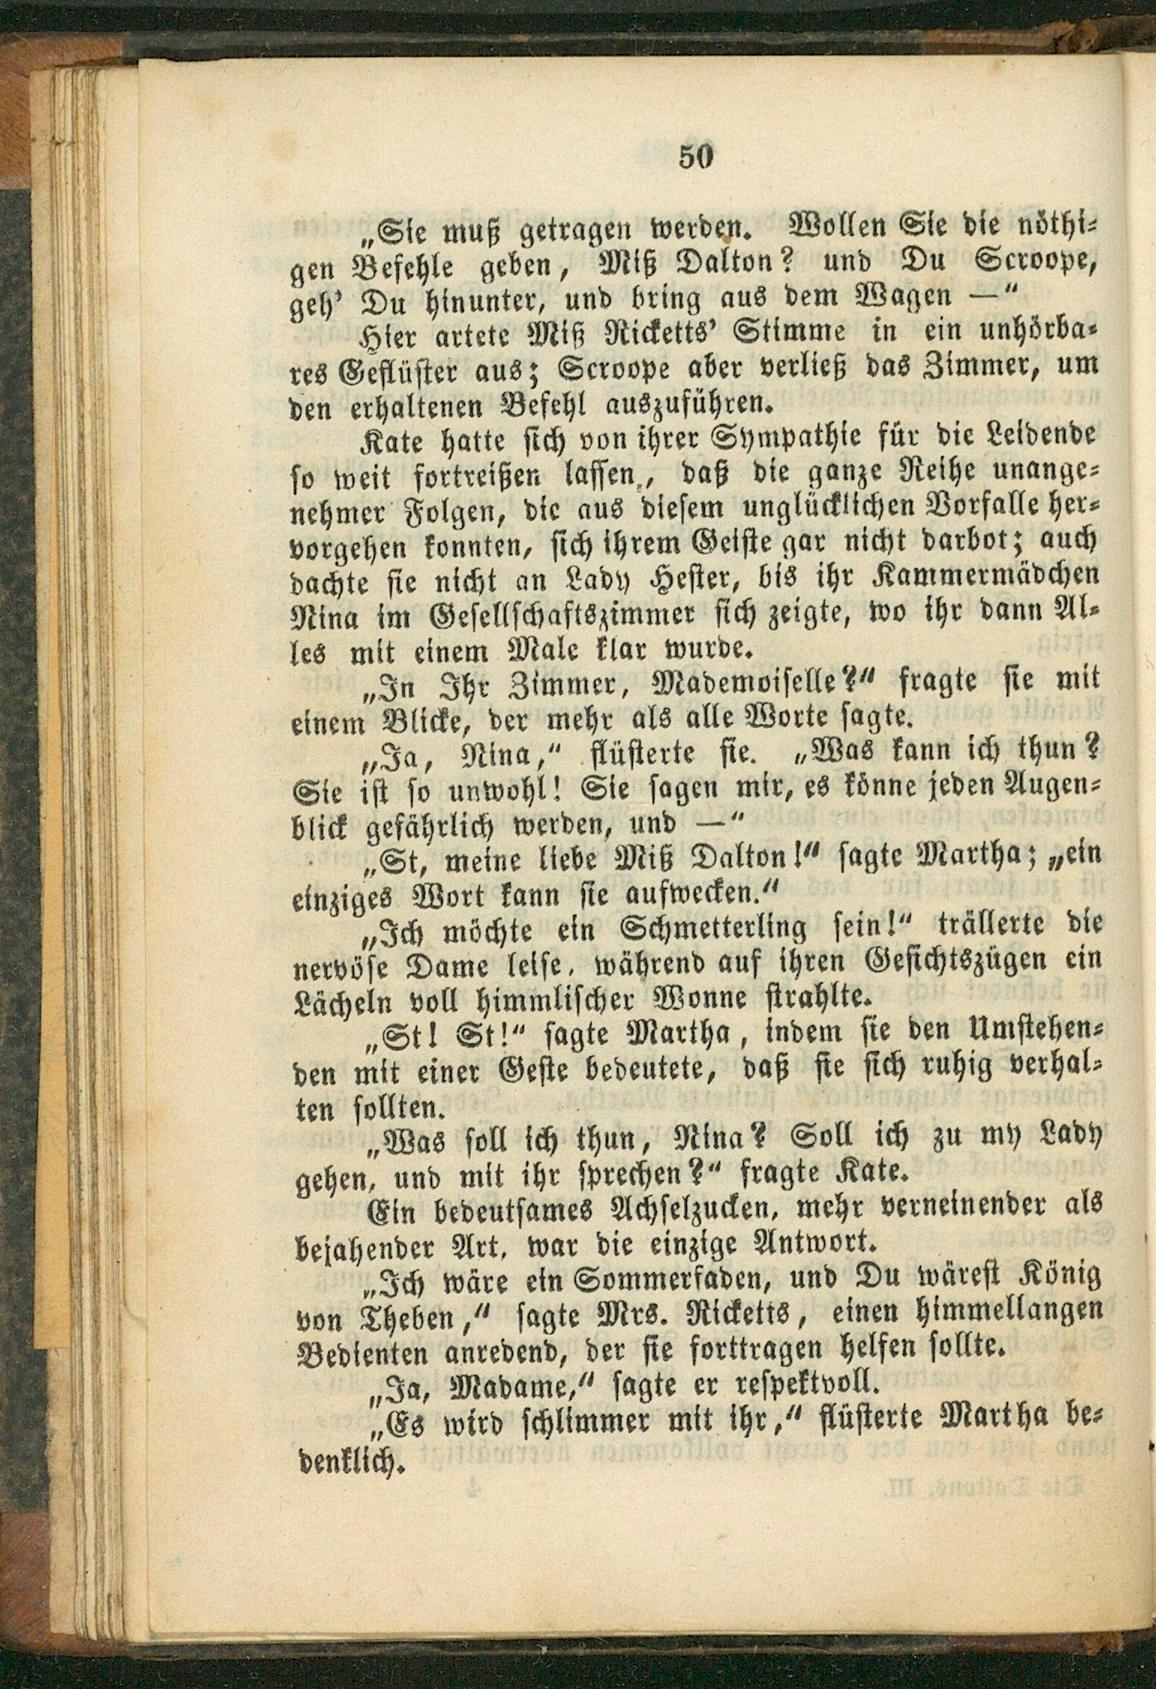 50
„Sie muß getragen werden. Wollen Sie die nöthi-
gen Befehle geben, Miß Dalton? und Du Scroope,
geh' Du hinunter, und bring aus dem Wagen —“
Hier artete Miß Ricketts' Stimme in ein unhörba-
res Geflüster aus; Scroope aber verließ das Zimmer, um
den erhaltenen Befehl auszuführen.
Kate hatte sich von ihrer Sympathie für die Leidende
so weit fortreißen lassen, daß die ganze Reihe unange-
nehmer Folgen, die aus diesem unglücklichen Vorfalle her-
vorgehen konnten, sich ihrem Geiste gar nicht darbot; auch
dachte sie nicht an Lady Hester, bis ihr Kammermädchen
Nina im Gesellschaftszimmer sich zeigte, wo ihr dann Al-
les mit einem Male klar wurde.
„In Ihr Zimmer, Mademoiselle?“ fragte sie mit
einem Blicke, der mehr als alle Worte sagte.
„Ja, Nina,“ flüsterte sie. „Was kann ich thun?
Sie ist so unwohl! Sie sagen mir, es könne jeden Augen-
blick gefährlich werden, und —“
„St, meine liebe Miß Dalton!“ sagte Martha; „ein
einziges Wort kann sie aufwecken.“
„Ich möchte ein Schmetterling sein!“ trällerte die
nervöse Dame leise, während auf ihren Gesichtszügen ein
Lächeln voll himmlischer Wonne strahlte.
„St! St!“ sagte Martha, indem sie den Umstehen-
den mit einer Geste bedeutete, daß sie sich ruhig verhal-
ten sollten.
„Was soll ich thun, Nina? Soll ich zu my Lady
gehen, und mit ihr sprechen?“ fragte Kate.
Ein bedeutsames Achselzucken, mehr verneinender als
bejahender Art, war die einzige Antwort.
„Ich wäre ein Sommerfaden, und Du wärest König
von Theben,“ sagte Mrs. Ricketts, einen himmellangen
Bedienten anredend, der sie forttragen helfen sollte.
„Ja, Madame,“ sagte er respektvoll.
„Es wird schlimmer mit ihr,“ flüsterte Martha be-
denklich.